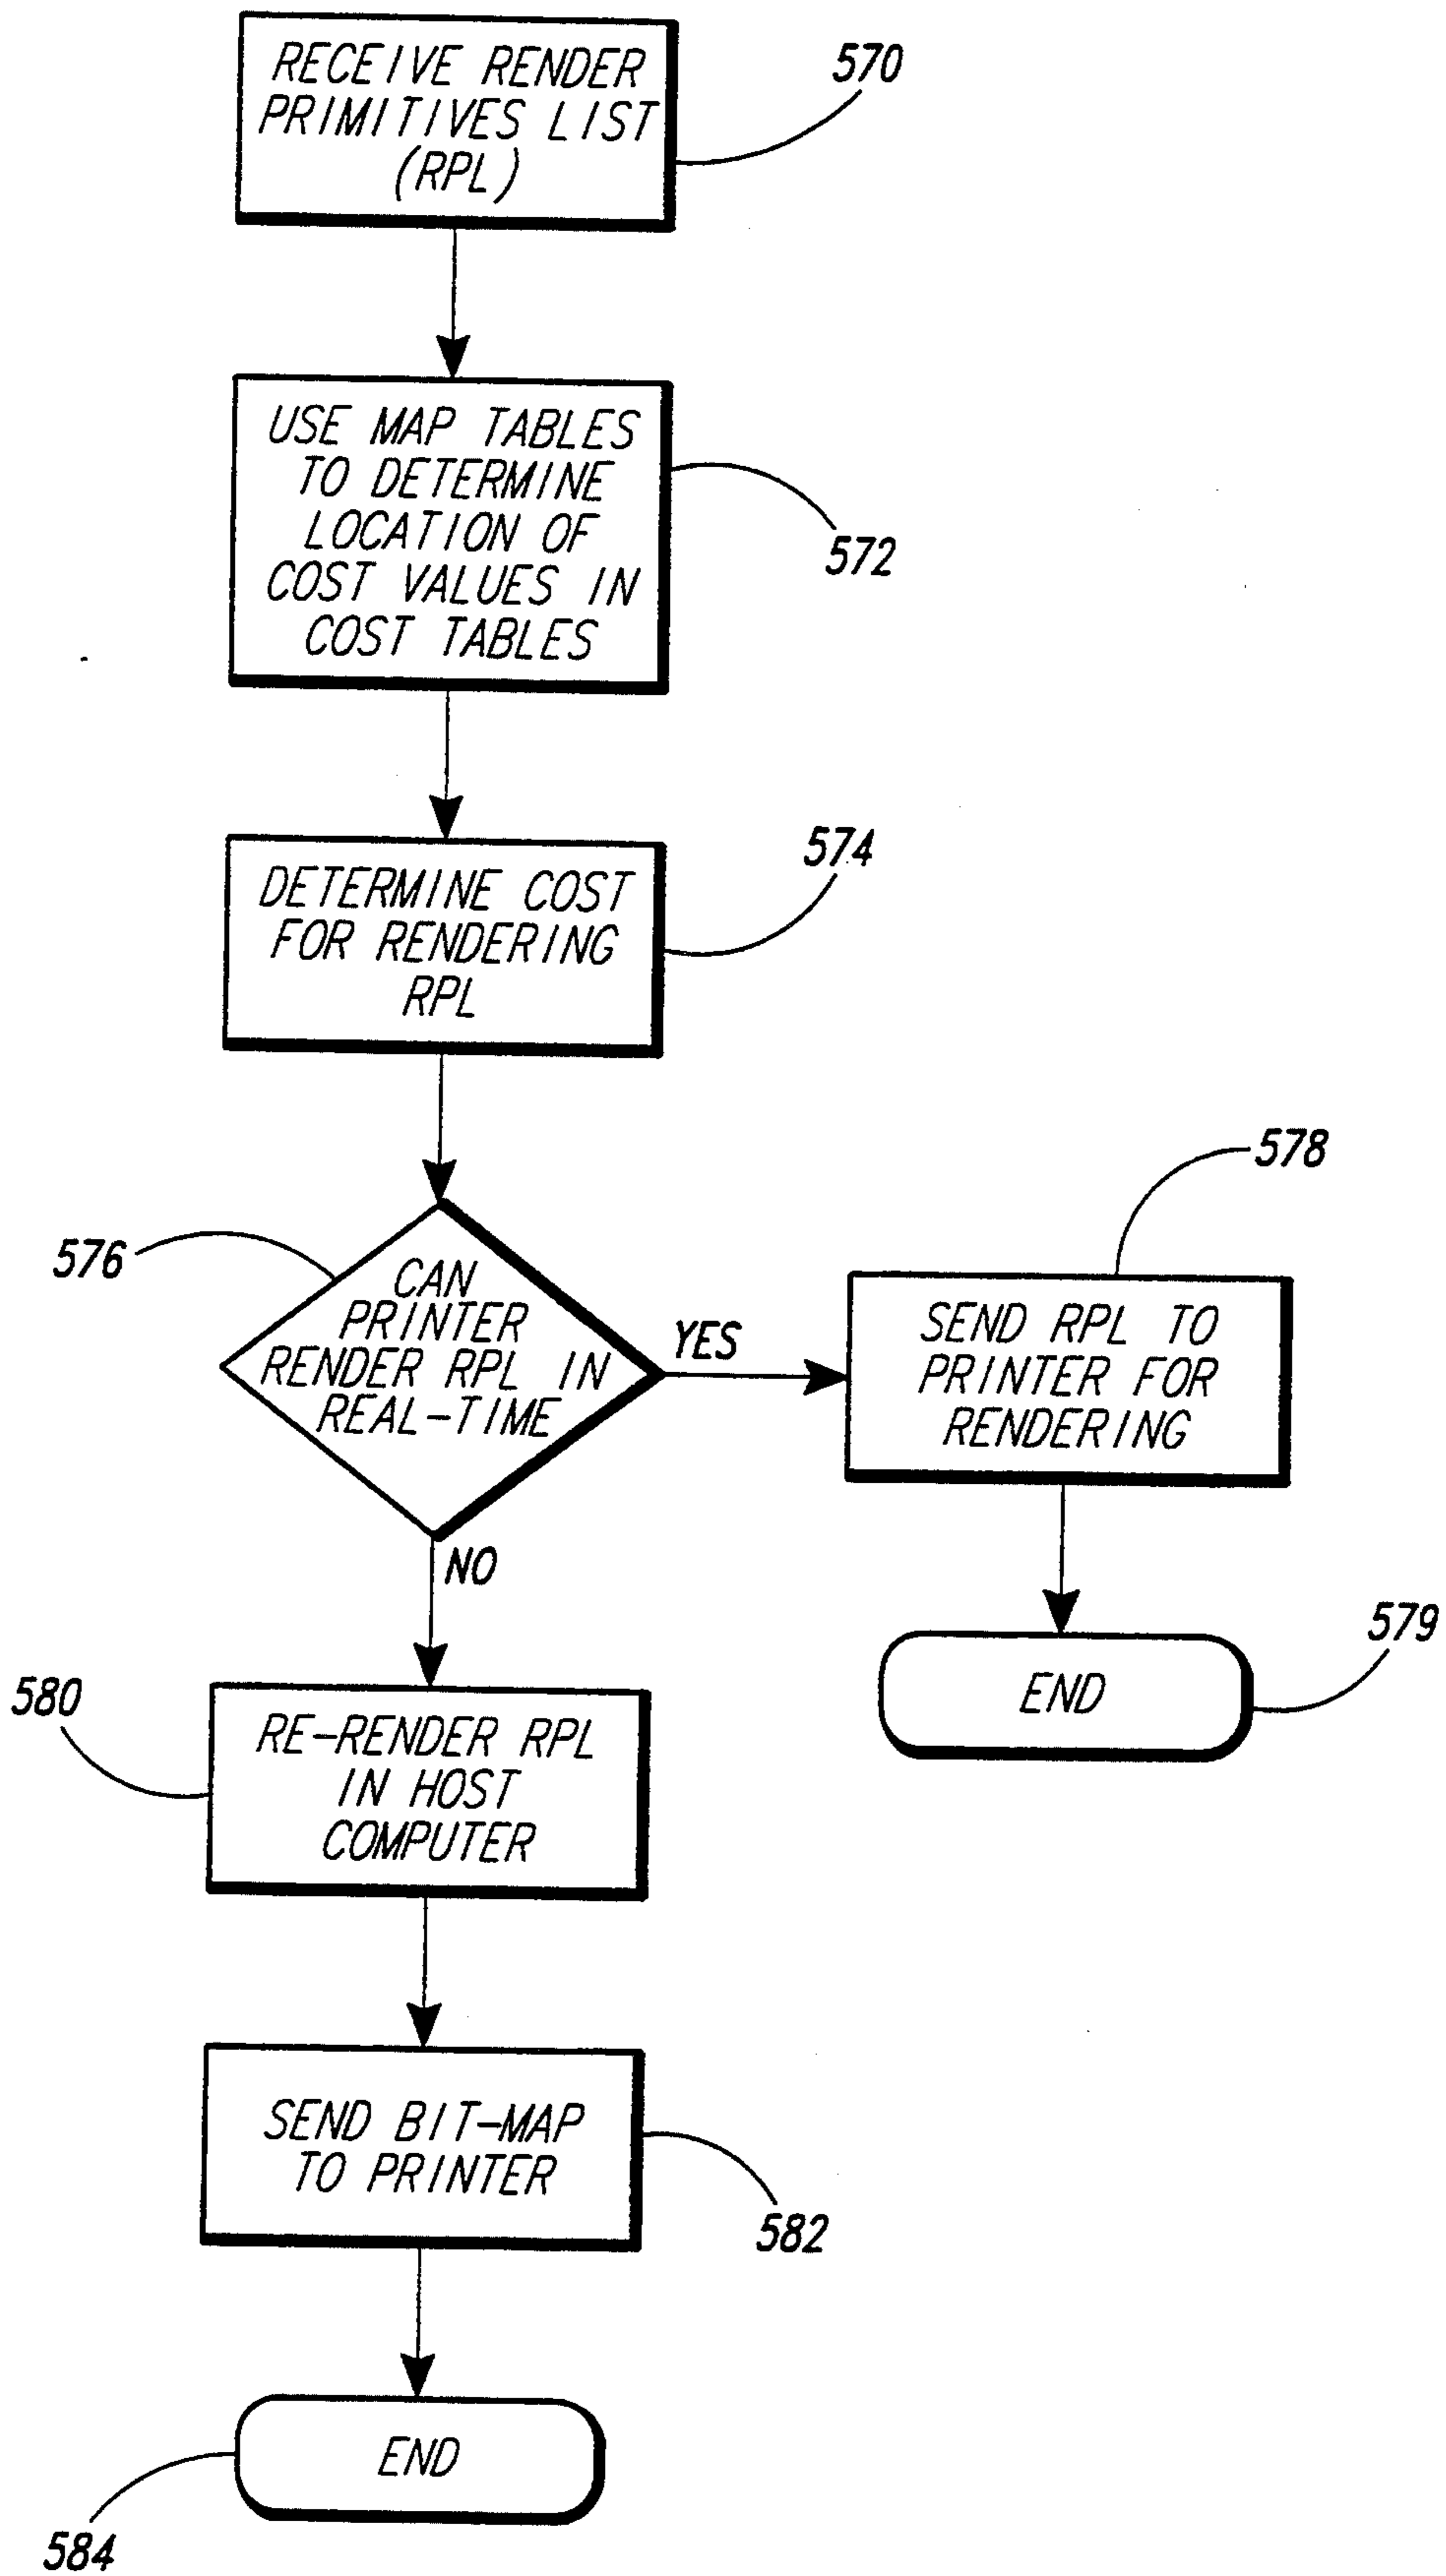 RECEIVE RENDER
PRIMITIVES LIST
(RPL)
570
USE MAP TABLES
TO DETERMINE
LOCATION OF
COST VALUES IN
COST TABLES
572
DETERMINE COST
FOR RENDERING
RPL
574
576
CAN
PRINTER
RENDER RPL IN
REAL-TIME
YES
578
SEND RPL TO
PRINTER FOR
RENDERING
NO
END
579
580
RE-RENDER RPL
IN HOST
COMPUTER
SEND BIT-MAP
TO PRINTER
582
END
584